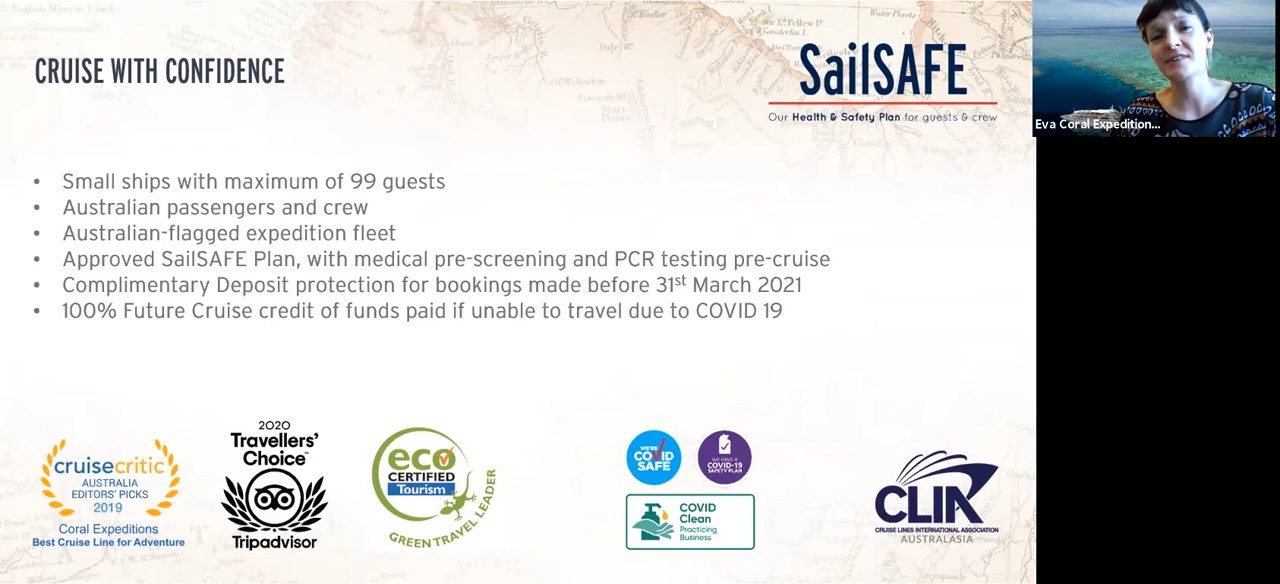 CRUISE WITH CONFIDENCE
SailSAFE
Our Health & Safety Plan for guests & crew
Eva Coral Expedition...
• Small ships with maximum of 99 guests
• Australian passengers and crew
• Australian-flagged expedition fleet
• Approved SailSAFE Plan, with medical pre-screening and PCR testing pre-cruise
• Complimentary Deposit protection for bookings made before 31st March 2021
• 100% Future Cruise credit of funds paid if unable to travel due to COVID 19
cruisecritic
AUSTRALIA
EDITORS' PICKS
2019
Coral Expeditions
Best Cruise Line for Adventure
2020
Travellers'
Choice™
Tripadvisor
eco
CERTIFIED
Tourism
GREEN TRAVEL LEADER
WE'RE
COVID
SAFE
WE HAVE A
COVID-19
SAFETY PLAN
COVID
Clean
Practicing
Business
CLIA
CRUISE LINES INTERNATIONAL ASSOCIATION
AUSTRALASIA